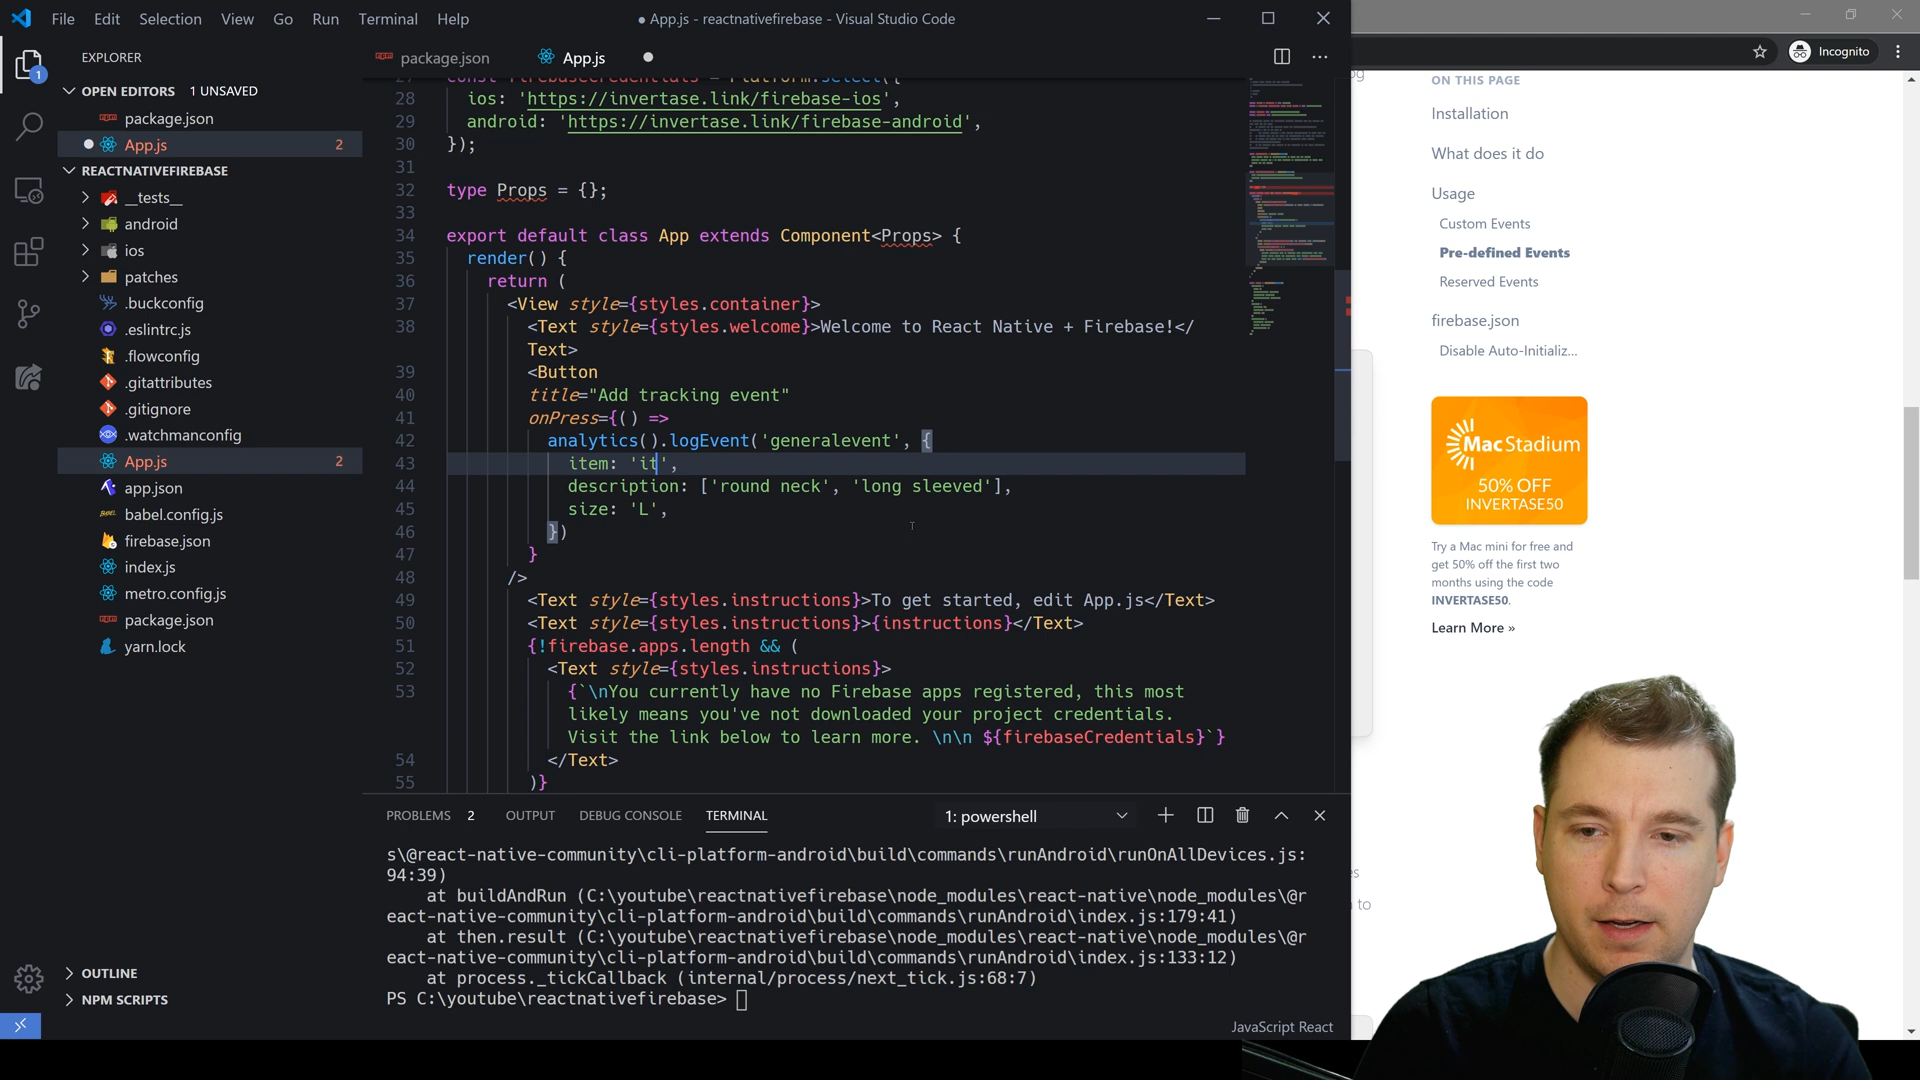 File Edit Selection View Go Run Terminal Help
● App.js - reactnativefirebase - Visual Studio Code
Incognito
EXPLORER
OPEN EDITORS 1 UNSAVED
package.json
App.js 2
REACTNATIVEFIREBASE
__tests__
android
ios
patches
.buckconfig
.eslintrc.js
.flowconfig
.gitattributes
.gitignore
.watchmanconfig
App.js 2
app.json
babel.config.js
firebase.json
index.js
metro.config.js
package.json
yarn.lock
OUTLINE
NPM SCRIPTS
1
package.json App.js
27 const firebaseCredentials = Platform.select({
28 ios: 'https://invertase.link/firebase-ios',
29 android: 'https://invertase.link/firebase-android',
30 });
31
32 type Props = {};
33
34 export default class App extends Component<Props> {
35 render() {
36 return (
37 <View style={styles.container}>
38 <Text style={styles.welcome}>Welcome to React Native + Firebase!</
Text>
39 <Button
40 title="Add tracking event"
41 onPress={() =>
42 analytics().logEvent('generalevent', {
43 item: 'it',
44 description: ['round neck', 'long sleeved'],
45 size: 'L',
46 })
47 }
48 />
49 <Text style={styles.instructions}>To get started, edit App.js</Text>
50 <Text style={styles.instructions}>{instructions}</Text>
51 {!firebase.apps.length && (
52 <Text style={styles.instructions}>
53 {`\nYou currently have no Firebase apps registered, this most
likely means you've not downloaded your project credentials.
Visit the link below to learn more. \n\n ${firebaseCredentials}`}
54 </Text>
55 )}
PROBLEMS 2 OUTPUT DEBUG CONSOLE TERMINAL 1: powershell
s\@react-native-community\cli-platform-android\build\commands\runAndroid\runOnAllDevices.js:
94:39)
at buildAndRun (C:\youtube\reactnativefirebase\node_modules\react-native\node_modules\@r
eact-native-community\cli-platform-android\build\commands\runAndroid\index.js:179:41)
at then.result (C:\youtube\reactnativefirebase\node_modules\react-native\node_modules\@r
eact-native-community\cli-platform-android\build\commands\runAndroid\index.js:133:12)
at process._tickCallback (internal/process/next_tick.js:68:7)
PS C:\youtube\reactnativefirebase>
JavaScript React
ON THIS PAGE
Installation
What does it do
Usage
Custom Events
Pre-defined Events
Reserved Events
firebase.json
Disable Auto-Initializ...
MacStadium
50% OFF
INVERTASE50
Try a Mac mini for free and
get 50% off the first two
months using the code
INVERTASE50.
Learn More »
to